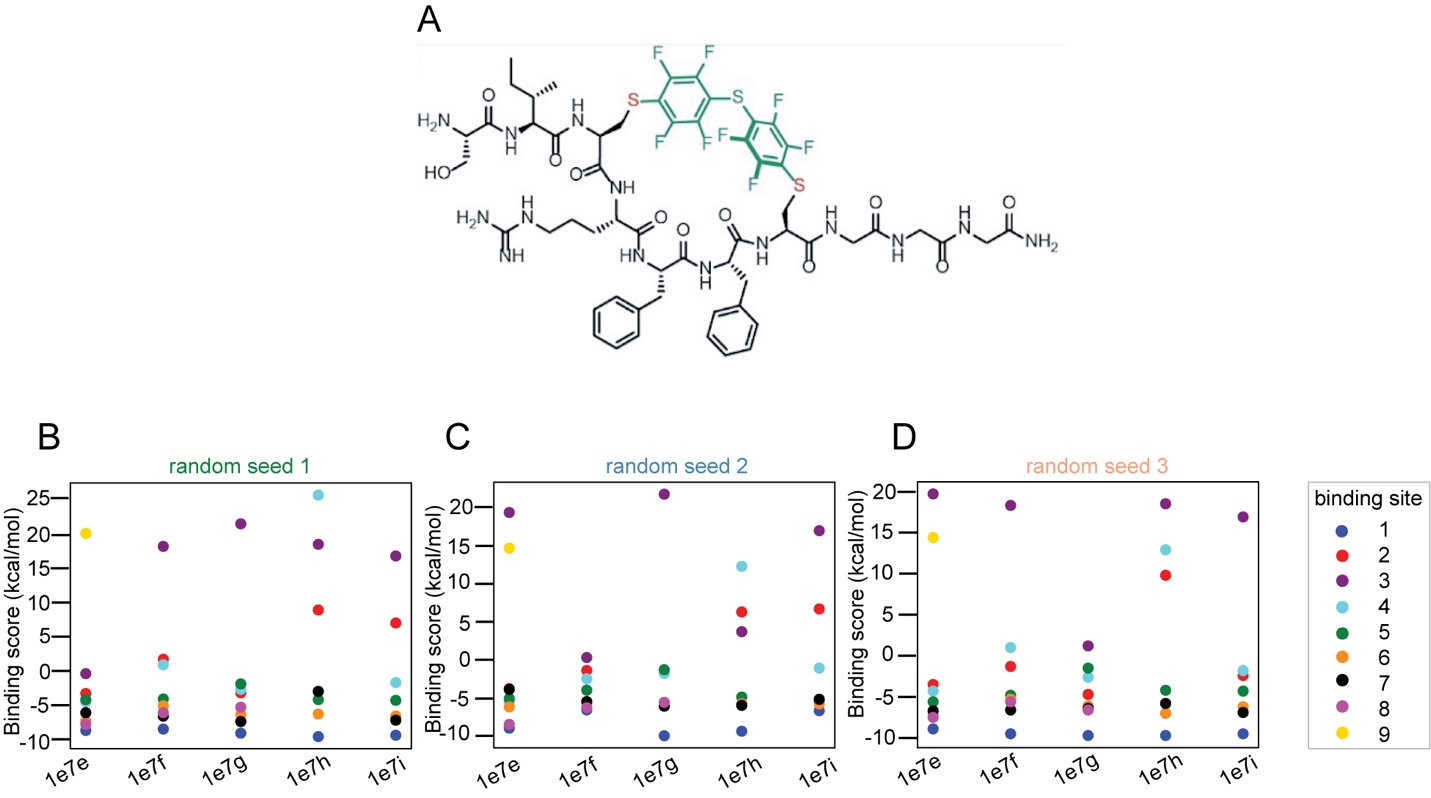 A
F F
S S F
O H
H₂N N F F F F
N
H O F S
HO O NH
H
H₂N N O O O H O H O
NH HN N N N N N NH₂
H H O H O
B C D
random seed 1 random seed 2 random seed 3
Binding score (kcal/mol)
25
20
15
10
5
0
-5
-10
1e7e 1e7f 1e7g 1e7h 1e7i
Binding score (kcal/mol)
20
15
10
5
0
-5
-10
1e7e 1e7f 1e7g 1e7h 1e7i
Binding score (kcal/mol)
20
15
10
5
0
-5
-10
1e7e 1e7f 1e7g 1e7h 1e7i
binding site
1
2
3
4
5
6
7
8
9